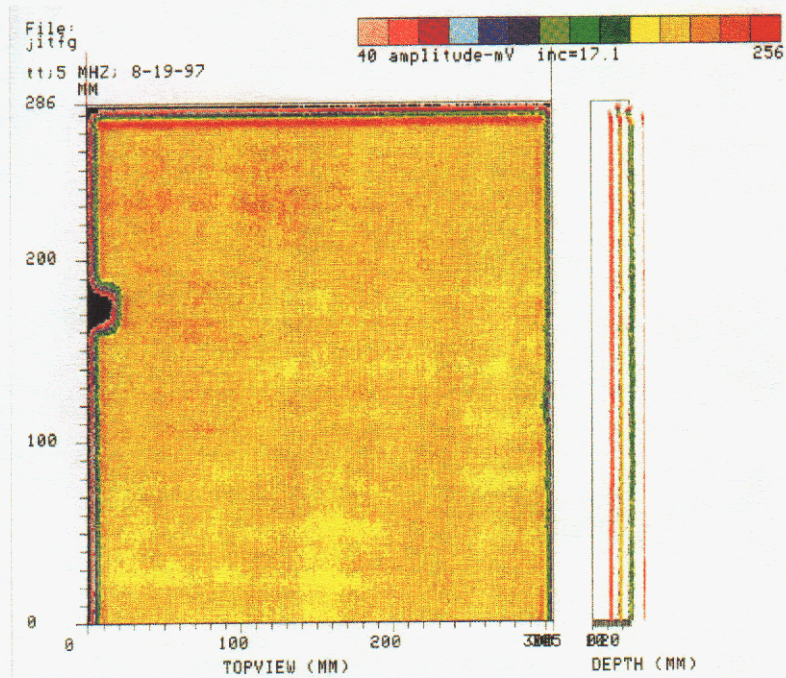 File:
jltfg
40 amplitude-mV inc=17.1 256
tt;5 MHZ; 8-19-97
MM
286
200
100
0
0 100 200
TOPVIEW (MM)
DEPTH (MM)